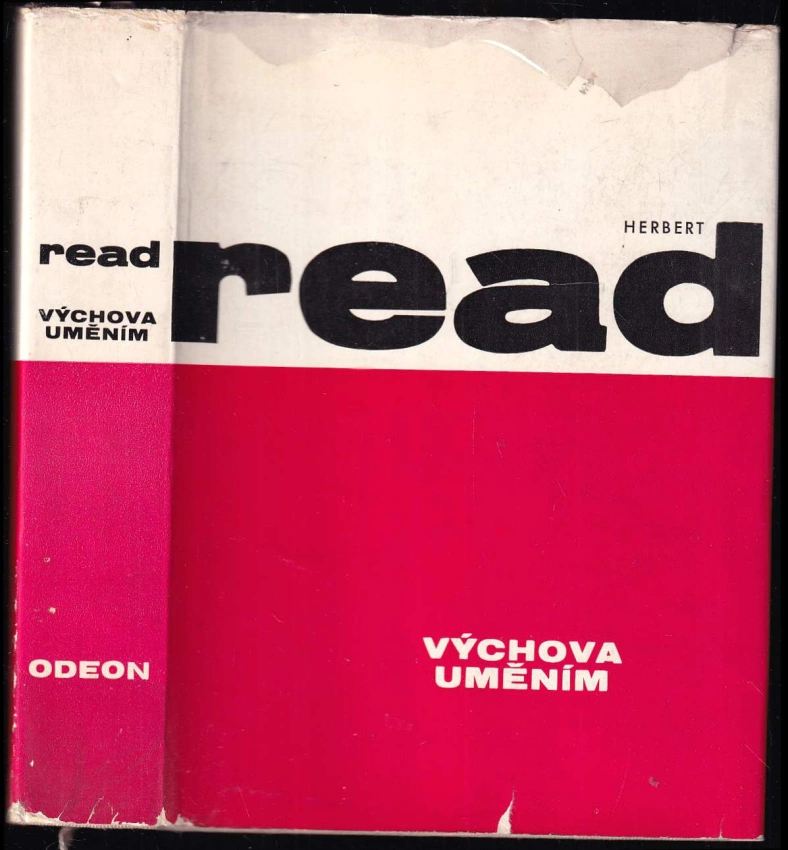 read
VÝCHOVA
UMĚNÍM
ODEON
HERBERT
read
VÝCHOVA
UMĚNÍM